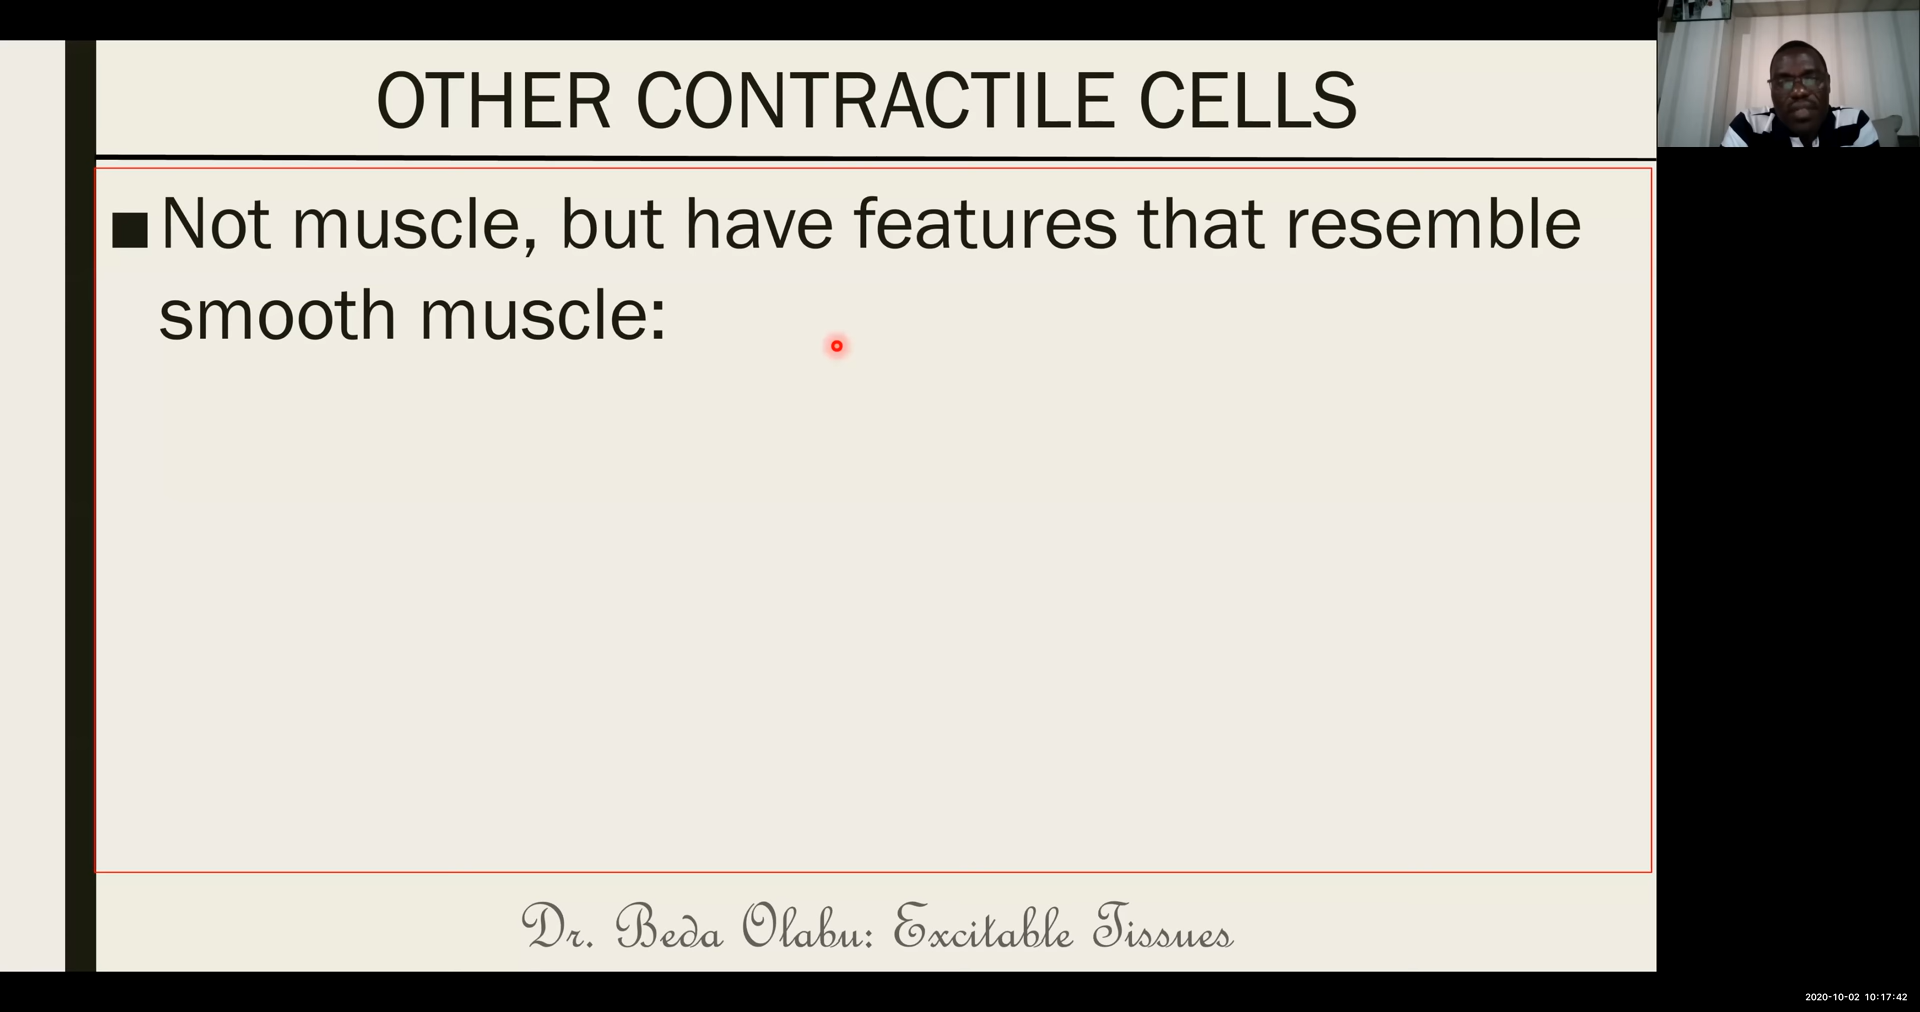 OTHER CONTRACTILE CELLS
■ Not muscle, but have features that resemble
smooth muscle:
Dr. Beda Olabu: Excitable Tissues
2020-10-02 10:17:42